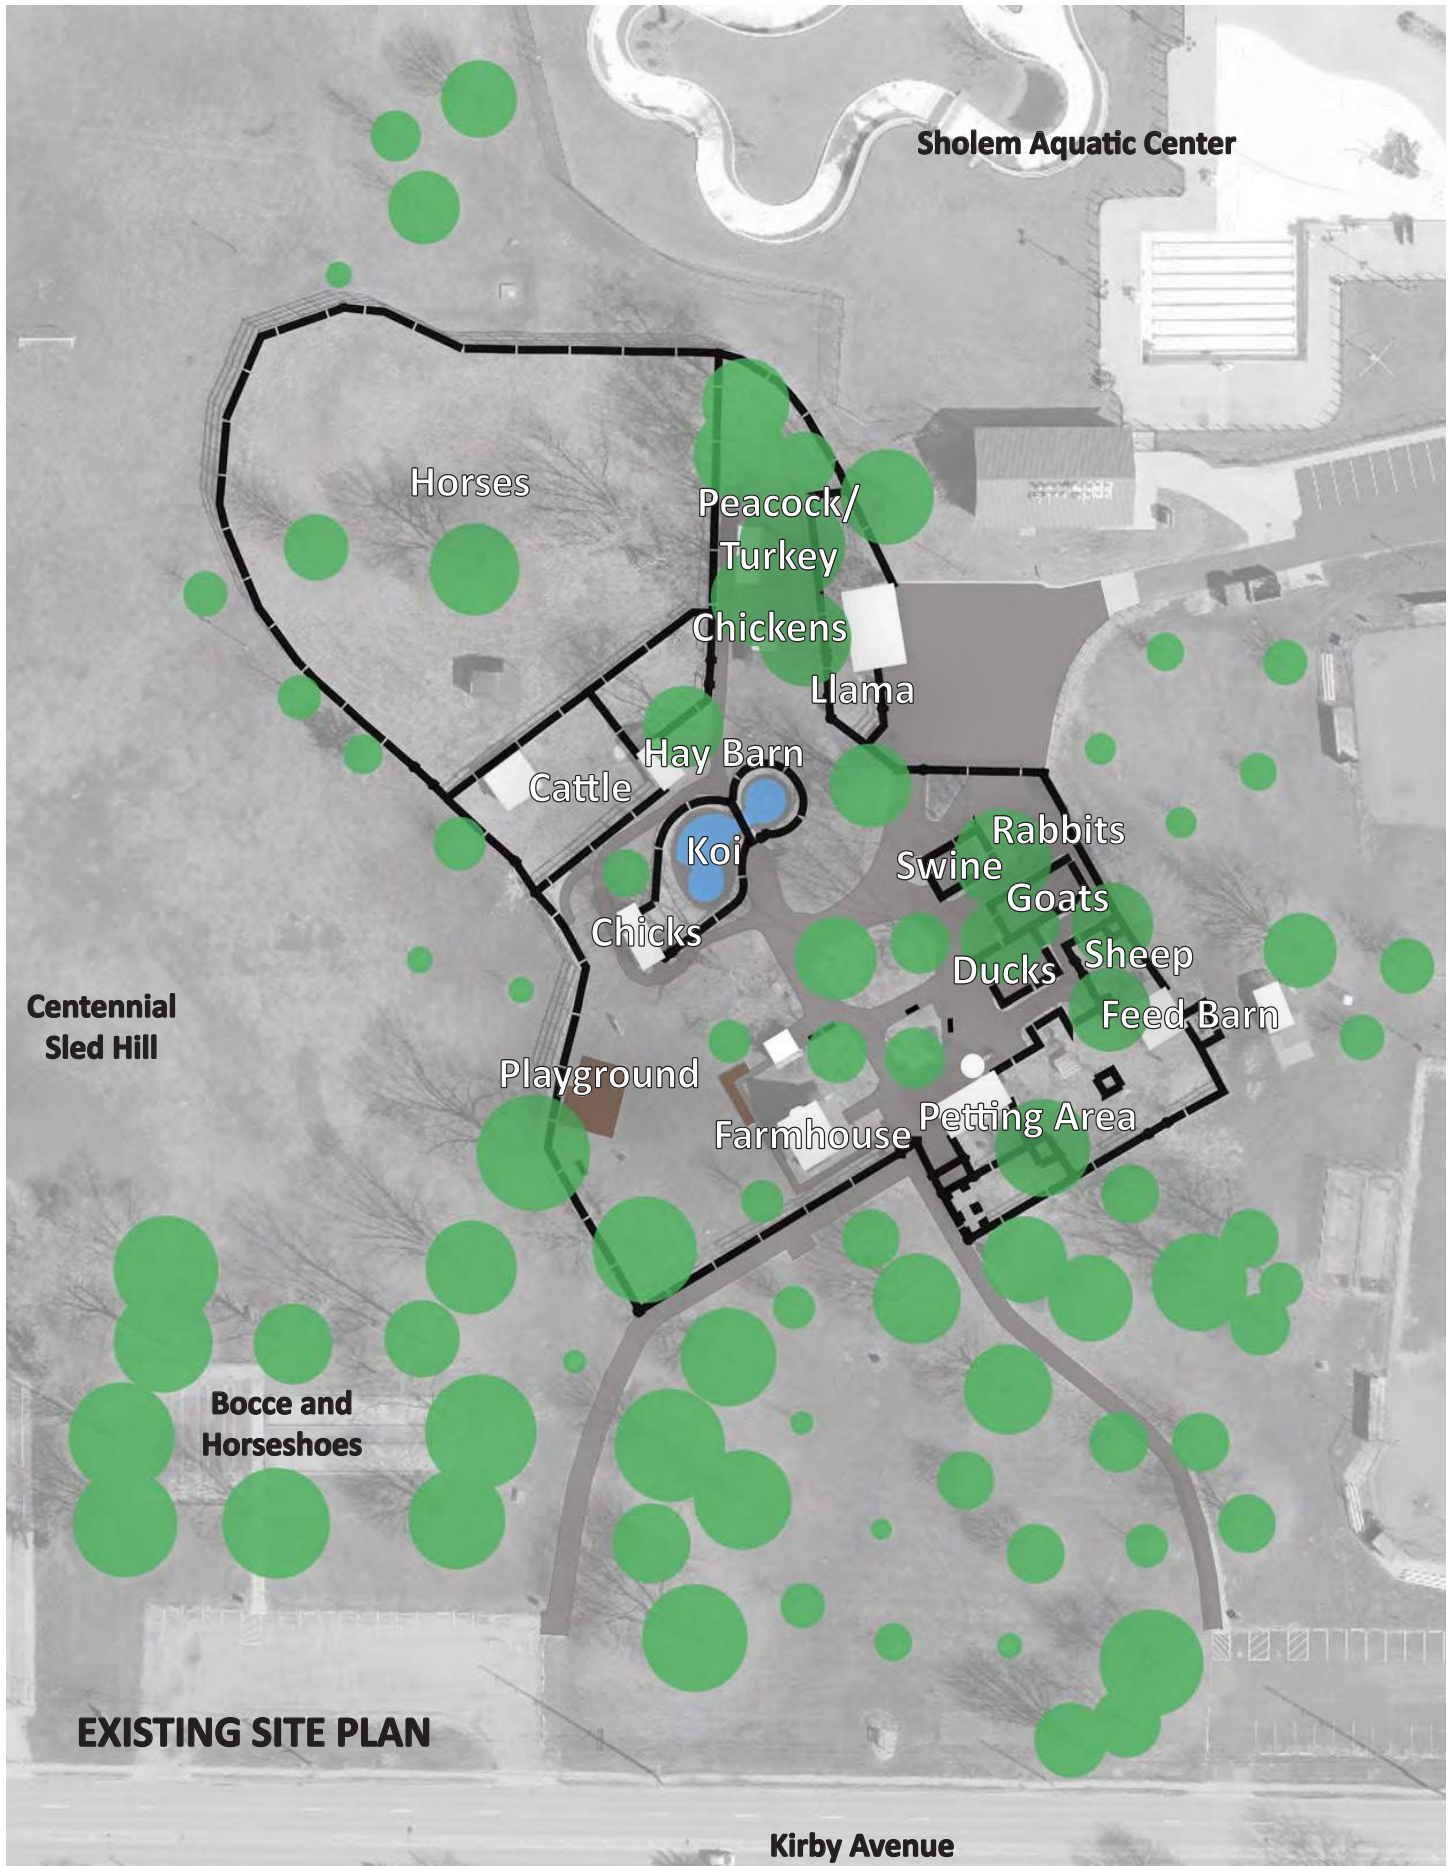 Sholem Aquatic Center
Horses
Peacock/
Turkey
Chickens
Llama
Hay Barn
Cattle
Koi
Rabbits
Swine
Goats
Chicks
Sheep
Ducks
Centennial
Sled Hill
Feed Barn
Playground
Petting Area
Farmhouse
Bocce and
Horseshoes
EXISTING SITE PLAN
Kirby Avenue